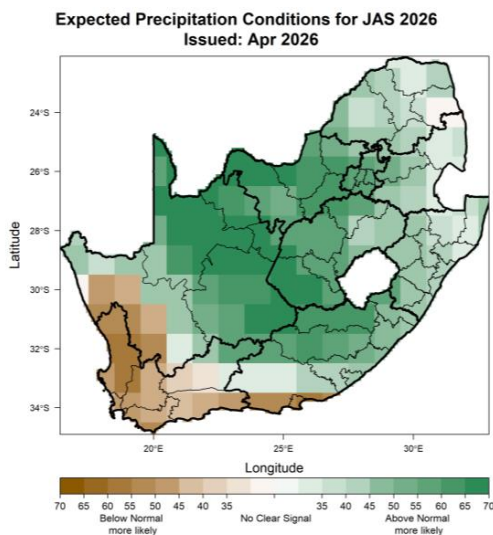 Expected Precipitation Conditions for JAS 2026
Issued: Apr 2026
24°S
26°S
28°S
30°S
32°S
34°S
Latitude
20°E
25°E
30°E
Longitude
70 65 60 55 50 45 40 35 35 40 45 50 55 60 65 70
Below Normal No Clear Signal Above Normal
more likely more likely